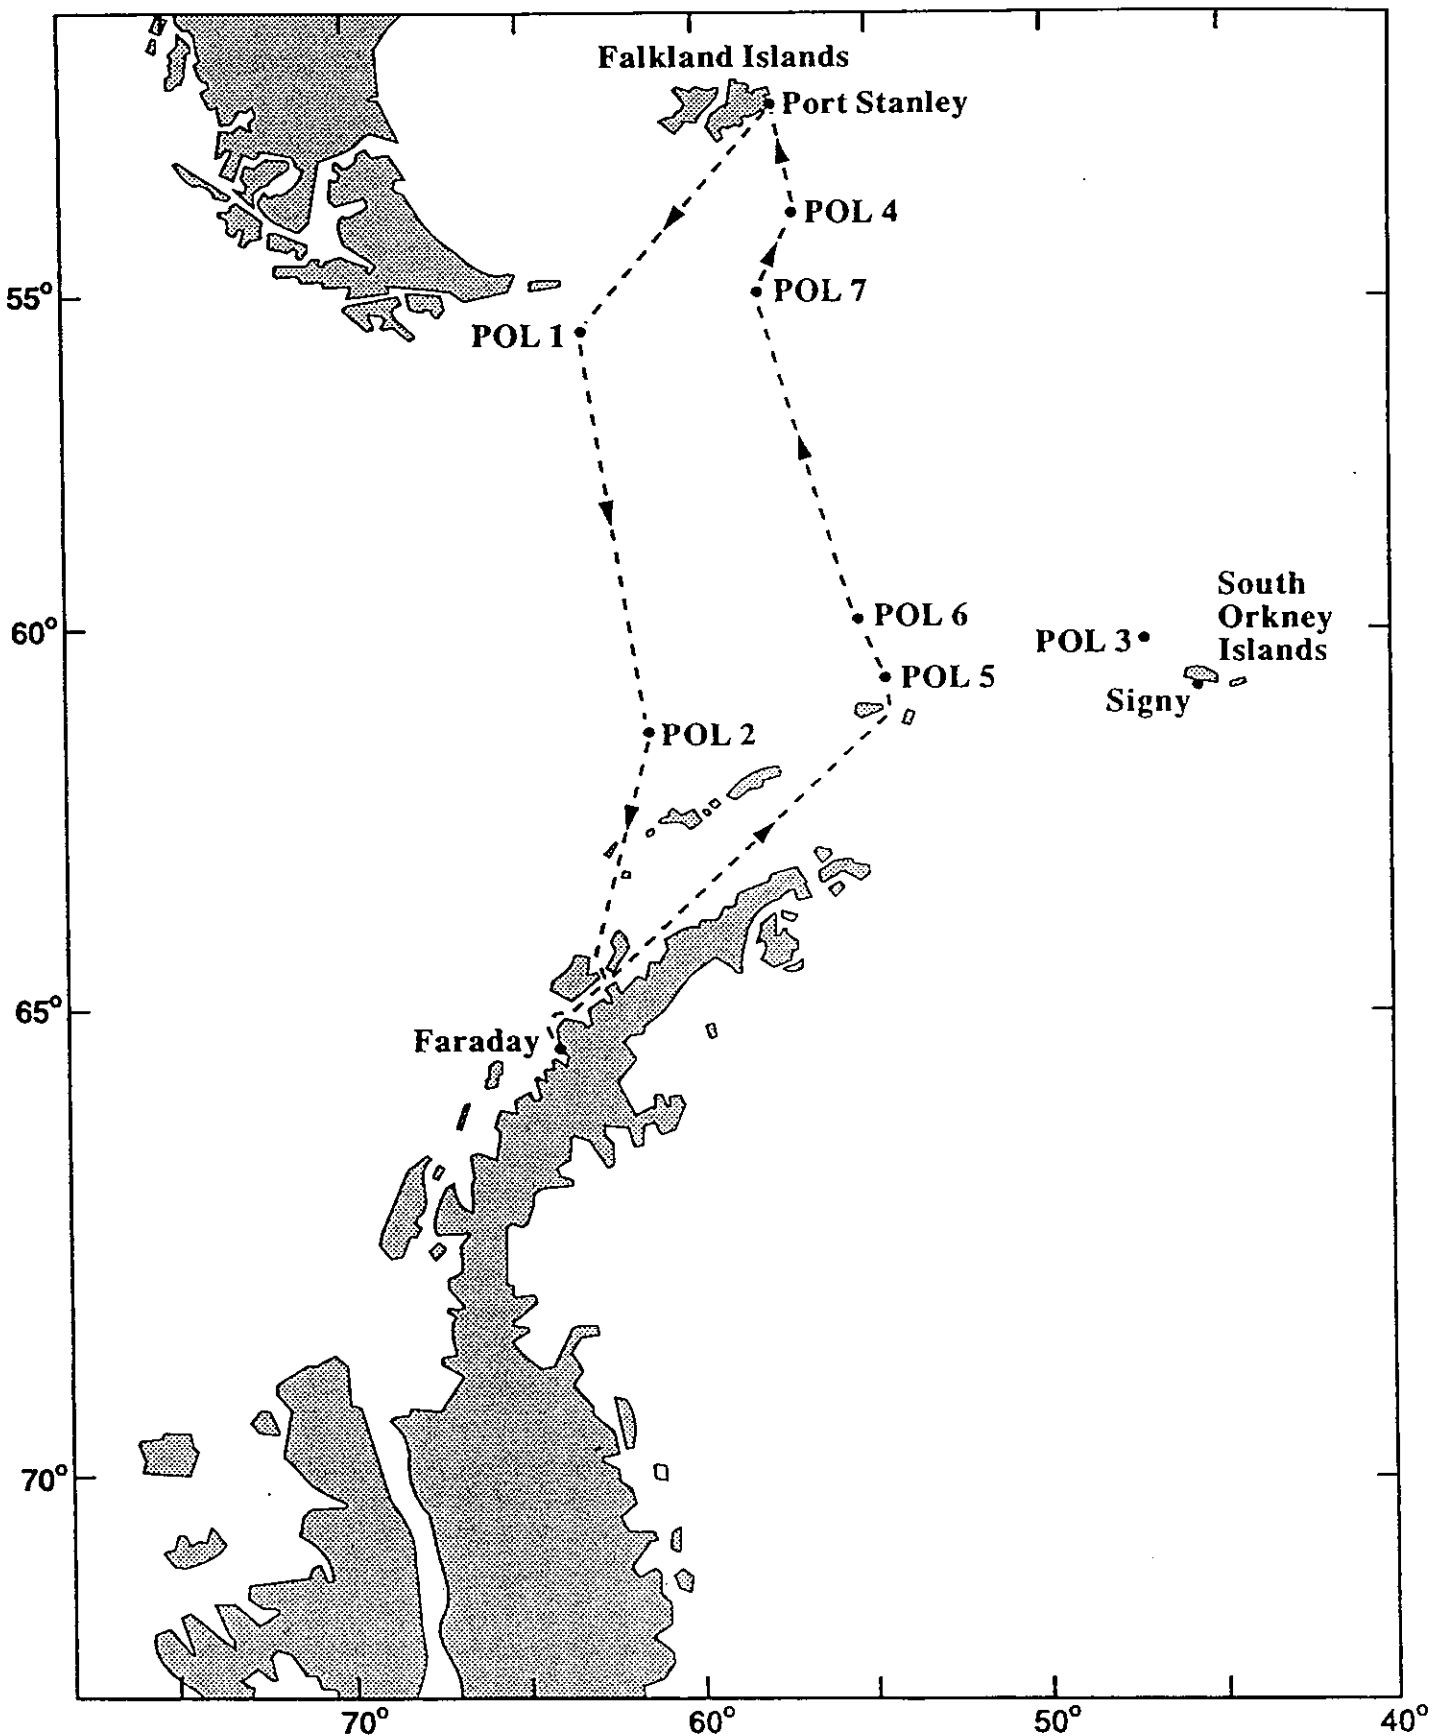 Falkland Islands
Port Stanley
POL 4
55°
POL 7
POL 1
South
Orkney
Islands
POL 6
60°
POL 3
POL 5
Signy
POL 2
65°
Faraday
70°
70°
60°
50°
40°